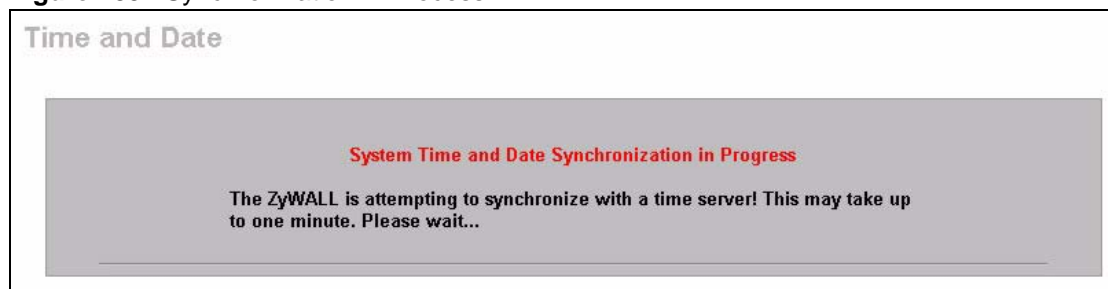 Time and Date
System Time and Date Synchronization in Progress
The ZyWALL is attempting to synchronize with a time server! This may take up
to one minute. Please wait...